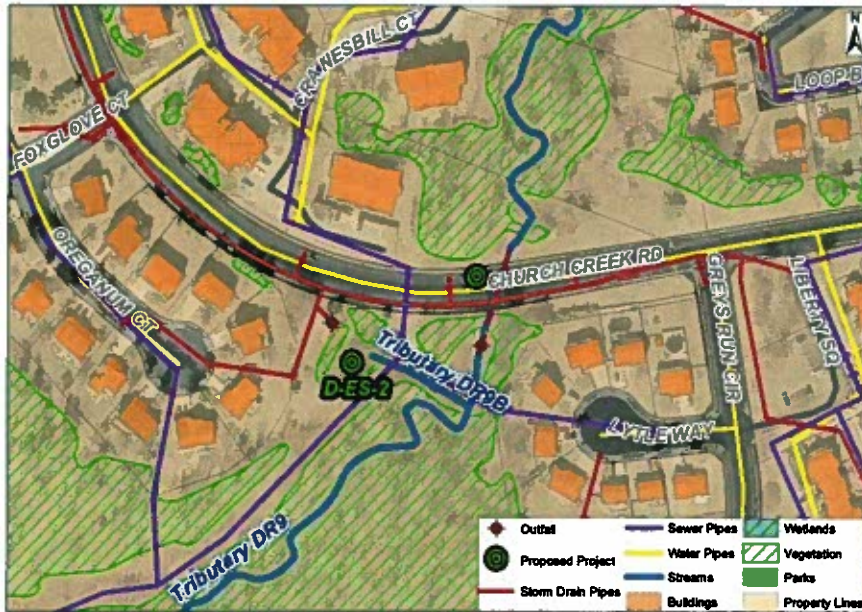 N
CRANESBILL CT
LOOP D
FOXGLOVE CT
OREGANUM CT
CHURCH CREEK RD
GREYS RUN CIR
LIBERTY SQ
Tributary DR9B
D-ES-2
LYTLE WAY
Tributary DR9
Outfall
Proposed Project
Storm Drain Pipes
Sewer Pipes
Water Pipes
Streams
Buildings
Wetlands
Vegetation
Parks
Property Lines